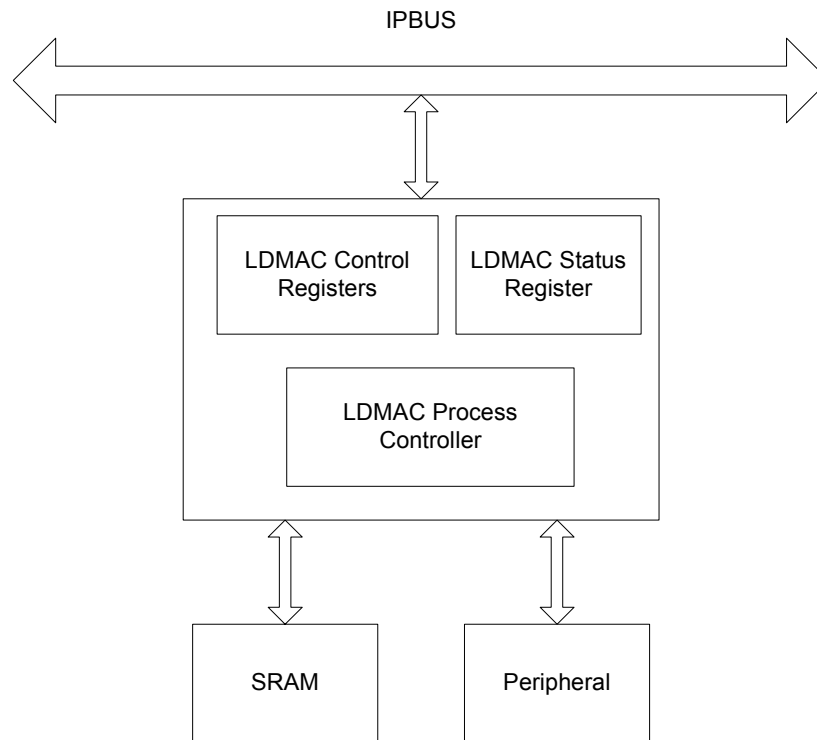 IPBUS
LDMAC Control
Registers
LDMAC Status
Register
LDMAC Process
Controller
SRAM
Peripheral